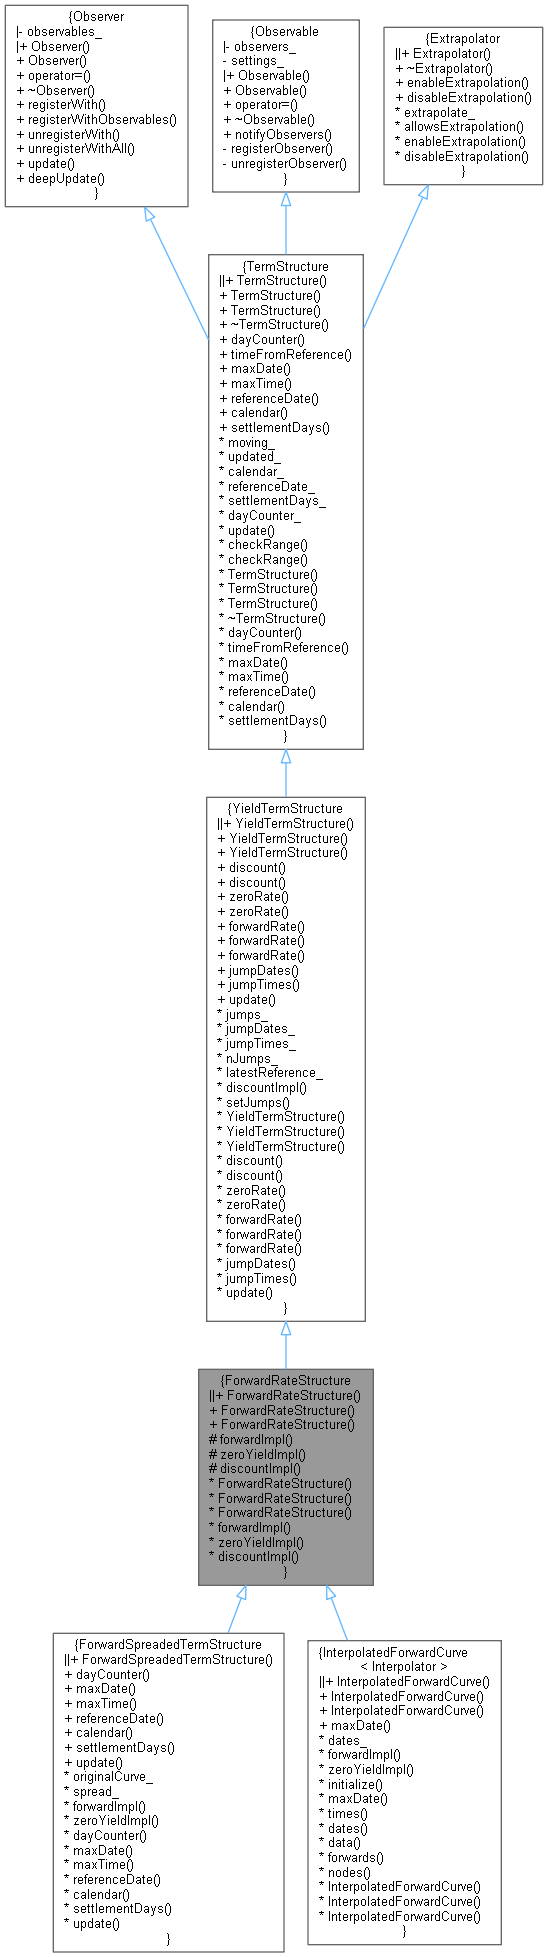 {Observer
|- observables_
|+ Observer()
+ Observer()
+ operator=()
+ ~Observer()
+ registerWith()
+ registerWithObservables()
+ unregisterWith()
+ unregisterWithAll()
+ update()
+ deepUpdate()
}
{Observable
|- observers_
- settings_
|+ Observable()
+ Observable()
+ operator=()
+ ~Observable()
+ notifyObservers()
- registerObserver()
- unregisterObserver()
}
{Extrapolator
||+ Extrapolator()
+ ~Extrapolator()
+ enableExtrapolation()
+ disableExtrapolation()
* extrapolate_
* allowsExtrapolation()
* enableExtrapolation()
* disableExtrapolation()
}
{TermStructure
||+ TermStructure()
+ TermStructure()
+ TermStructure()
+ ~TermStructure()
+ dayCounter()
+ timeFromReference()
+ maxDate()
+ maxTime()
+ referenceDate()
+ calendar()
+ settlementDays()
* moving_
* updated_
* calendar_
* referenceDate_
* settlementDays_
* dayCounter_
* update()
* checkRange()
* checkRange()
* TermStructure()
* TermStructure()
* TermStructure()
* ~TermStructure()
* dayCounter()
* timeFromReference()
* maxDate()
* maxTime()
* referenceDate()
* calendar()
* settlementDays()
}
{YieldTermStructure
||+ YieldTermStructure()
+ YieldTermStructure()
+ YieldTermStructure()
+ discount()
+ discount()
+ zeroRate()
+ zeroRate()
+ forwardRate()
+ forwardRate()
+ forwardRate()
+ jumpDates()
+ jumpTimes()
+ update()
* jumps_
* jumpDates_
* jumpTimes_
* nJumps_
* latestReference_
* discountImpl()
* setJumps()
* YieldTermStructure()
* YieldTermStructure()
* YieldTermStructure()
* discount()
* discount()
* zeroRate()
* zeroRate()
* forwardRate()
* forwardRate()
* forwardRate()
* jumpDates()
* jumpTimes()
* update()
}
{ForwardRateStructure
||+ ForwardRateStructure()
+ ForwardRateStructure()
+ ForwardRateStructure()
# forwardImpl()
# zeroYieldImpl()
# discountImpl()
* ForwardRateStructure()
* ForwardRateStructure()
* ForwardRateStructure()
* forwardImpl()
* zeroYieldImpl()
* discountImpl()
}
{ForwardSpreadedTermStructure
||+ ForwardSpreadedTermStructure()
+ dayCounter()
+ maxDate()
+ maxTime()
+ referenceDate()
+ calendar()
+ settlementDays()
+ update()
* originalCurve_
* spread_
* forwardImpl()
* zeroYieldImpl()
* dayCounter()
* maxDate()
* maxTime()
* referenceDate()
* calendar()
* settlementDays()
* update()
}
{InterpolatedForwardCurve
< Interpolator >
||+ InterpolatedForwardCurve()
+ InterpolatedForwardCurve()
+ InterpolatedForwardCurve()
+ maxDate()
* dates_
* forwardImpl()
* zeroYieldImpl()
* initialize()
* maxDate()
* times()
* dates()
* data()
* forwards()
* nodes()
* InterpolatedForwardCurve()
* InterpolatedForwardCurve()
* InterpolatedForwardCurve()
}